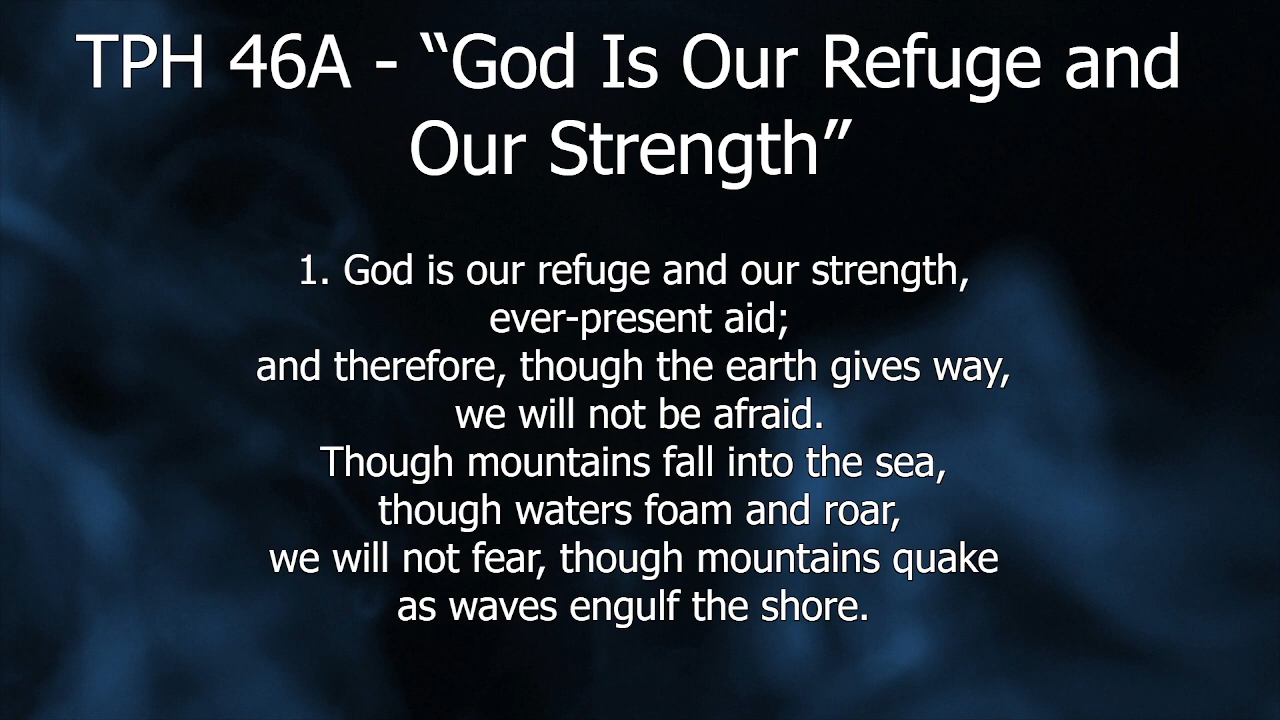 TPH 46A - “God Is Our Refuge and
Our Strength”
1. God is our refuge and our strength,
ever-present aid;
and therefore, though the earth gives way,
we will not be afraid.
Though mountains fall into the sea,
though waters foam and roar,
we will not fear, though mountains quake
as waves engulf the shore.